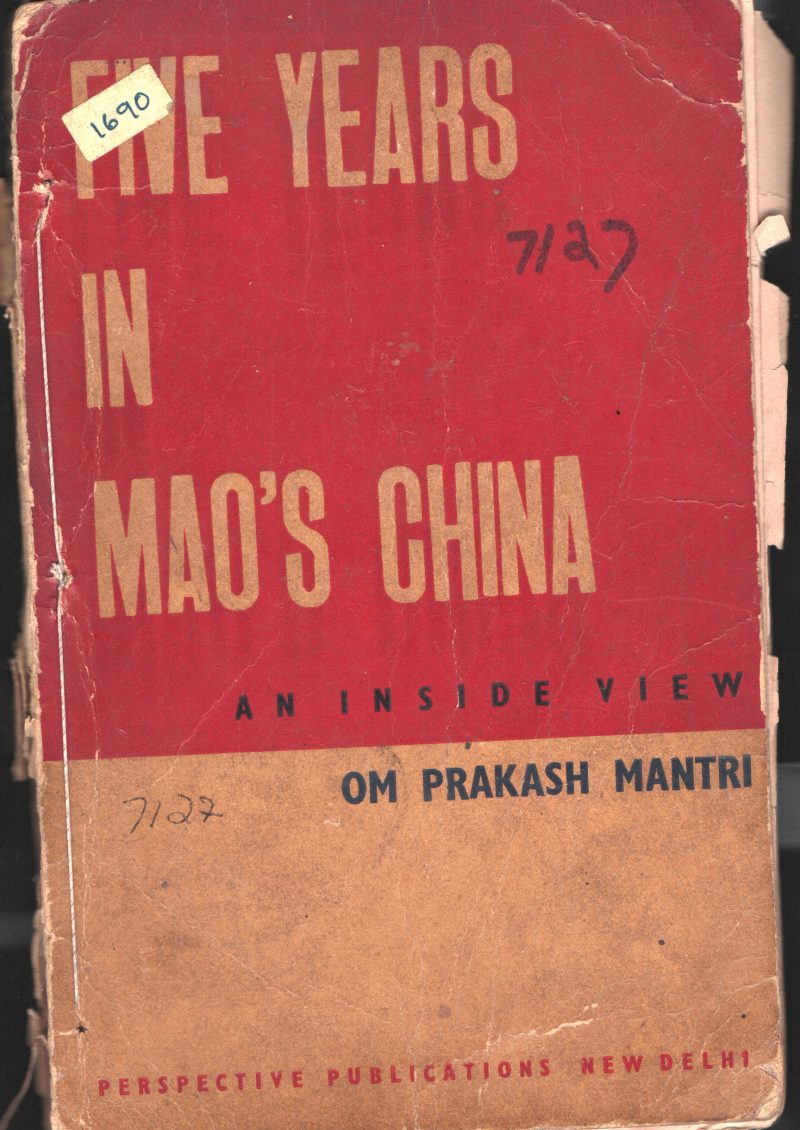 FIVE YEARS
1690
7127
IN
MAO'S CHINA
AN INSIDE VIEW
OM PRAKASH MANTRI
7127
PERSPECTIVE PUBLICATIONS NEW DELHI